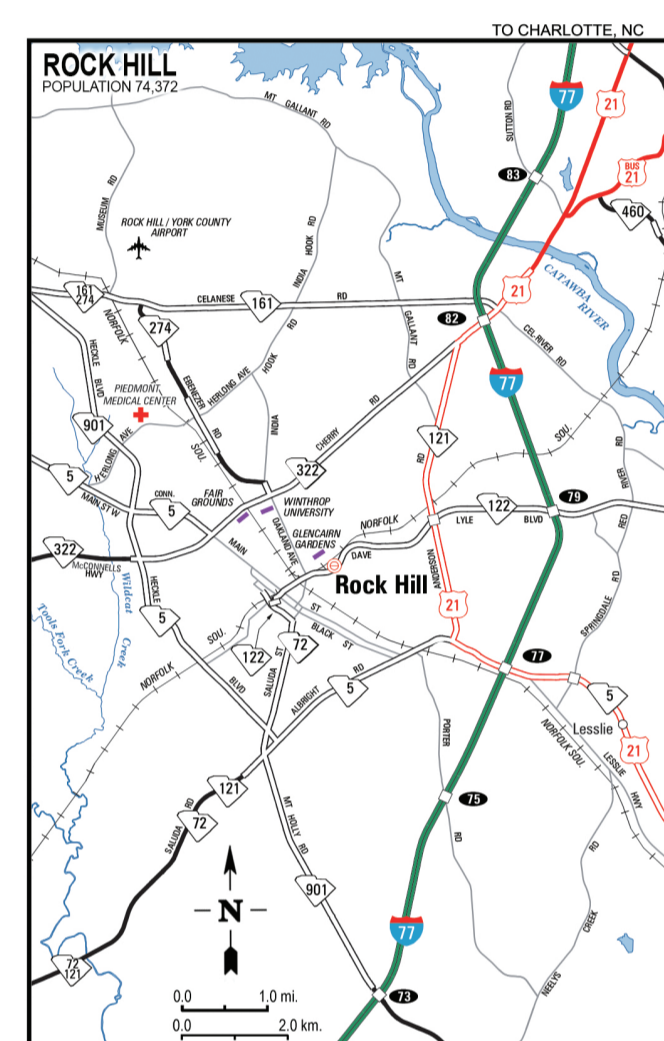 TO CHARLOTTE, NC
ROCK HILL
POPULATION 74,372
MT GALLANT RD
SUTTON RD
77
21
BUS
21
83
460
MUSEUM RD
ROCK HILL / YORK COUNTY
AIRPORT
INDIA HOOK RD
MT GALLANT RD
CATAWBA
RIVER
161
274
CELANESE 161 RD
21
82
NORFOLK
274
CEL-RIVER RD
HECKLE BLVD
PIEDMONT
MEDICAL CENTER
EBENEZER RD
HERLONG AVE
HOOK RD
INDIA
77
901
HERLONG AVE
SOU.
CHERRY RD
322
121
RD
SOU.
RIVER
5
MAIN ST W
CONN.
5
FAIR
GROUNDS
WINTHROP
UNIVERSITY
GLENCAIRN
GARDENS
OAKLAND AVE
NORFOLK
DAVE LYLE 122 BLVD
79
RED
322
McCONNELLS
HWY
MAIN ST
Rock Hill
ANDERSON
21
Wildcat Creek
Tools Fork Creek
HECKLE
5
BLVD
NORFOLK SOU.
122
72
SALUDA ST
BLACK ST
ALBRIGHT RD
5
77
SPRINGDALE RD
5
Lesslie
21
NORFOLK SOU.
LESSLIE HWY
PORTER RD
121
72
SALUDA RD
MT HOLLY RD
75
901
N
77
72
121
NEELYS CREEK RD
73
0.0 1.0 mi.
0.0 2.0 km.